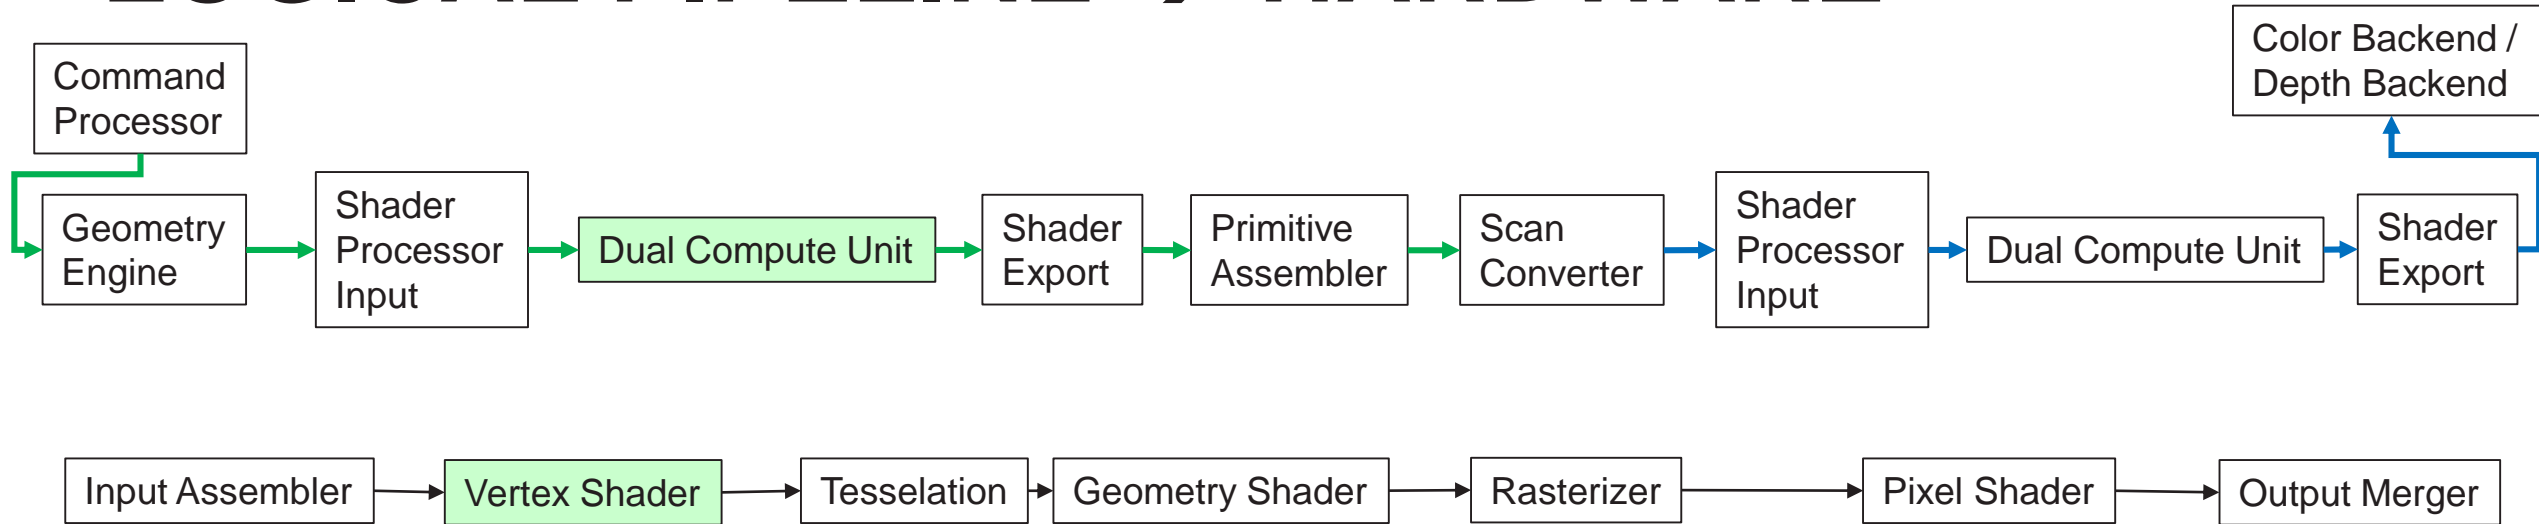 Command
Processor
Color Backend /
Depth Backend
Geometry
Engine
Shader
Processor
Input
Dual Compute Unit
Shader
Export
Primitive
Assembler
Scan
Converter
Shader
Processor
Input
Dual Compute Unit
Shader
Export
Input Assembler
Vertex Shader
Tesselation
Geometry Shader
Rasterizer
Pixel Shader
Output Merger